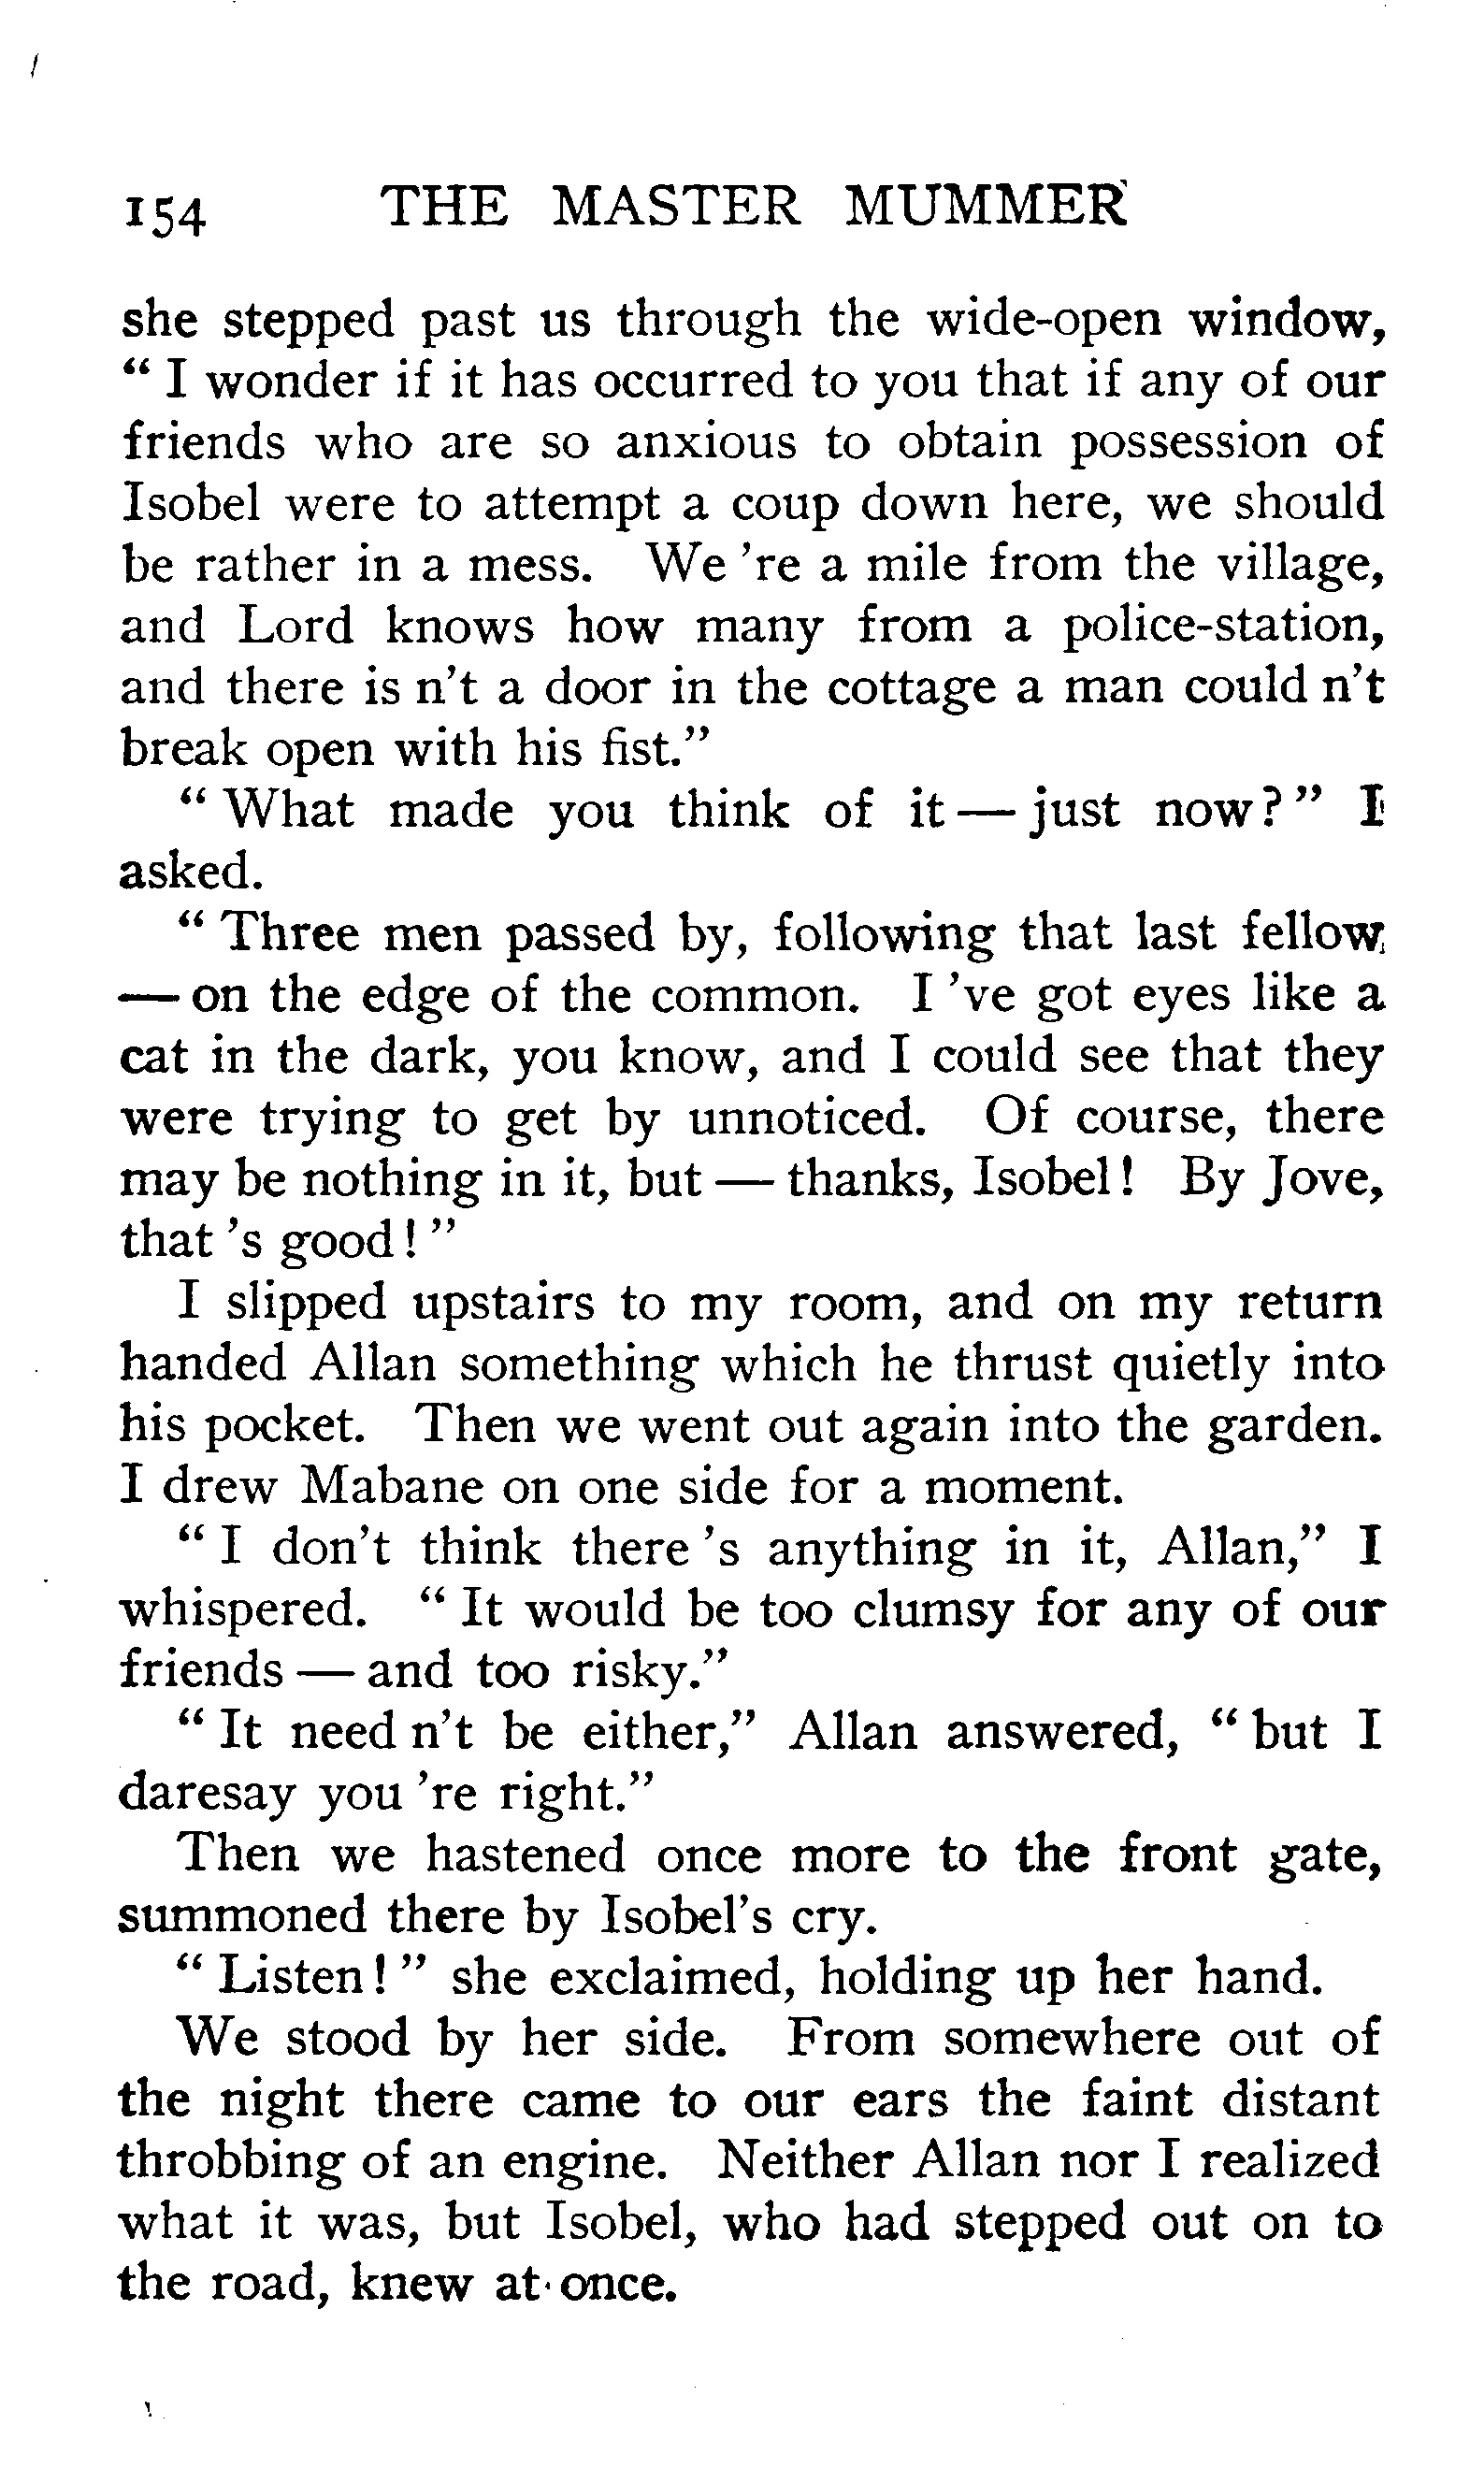 154 THE MASTER MUMMER
she stepped past us through the wide-open window,
" I wonder if it has occurred to you that if any of our
friends who are so anxious to obtain possession of
Isobel were to attempt a coup down here, we should
be rather in a mess. We 're a mile from the village,
and Lord knows how many from a police-station,
and there is n't a door in the cottage a man could n't
break open with his fist."
" What made you think of it — just now? " I
asked.
" Three men passed by, following that last fellow
— on the edge of the common. I 've got eyes like a
cat in the dark, you know, and I could see that they
were trying to get by unnoticed. Of course, there
may be nothing in it, but — thanks, Isobel! By Jove,
that 's good! "
I slipped upstairs to my room, and on my return
handed Allan something which he thrust quietly into
his pocket. Then we went out again into the garden.
I drew Mabane on one side for a moment.
" I don't think there 's anything in it, Allan," I
whispered. " It would be too clumsy for any of our
friends — and too risky."
" It need n't be either," Allan answered, " but I
daresay you 're right."
Then we hastened once more to the front gate,
summoned there by Isobel's cry.
" Listen! " she exclaimed, holding up her hand.
We stood by her side. From somewhere out of
the night there came to our ears the faint distant
throbbing of an engine. Neither Allan nor I realized
what it was, but Isobel, who had stepped out on to
the road, knew at once.